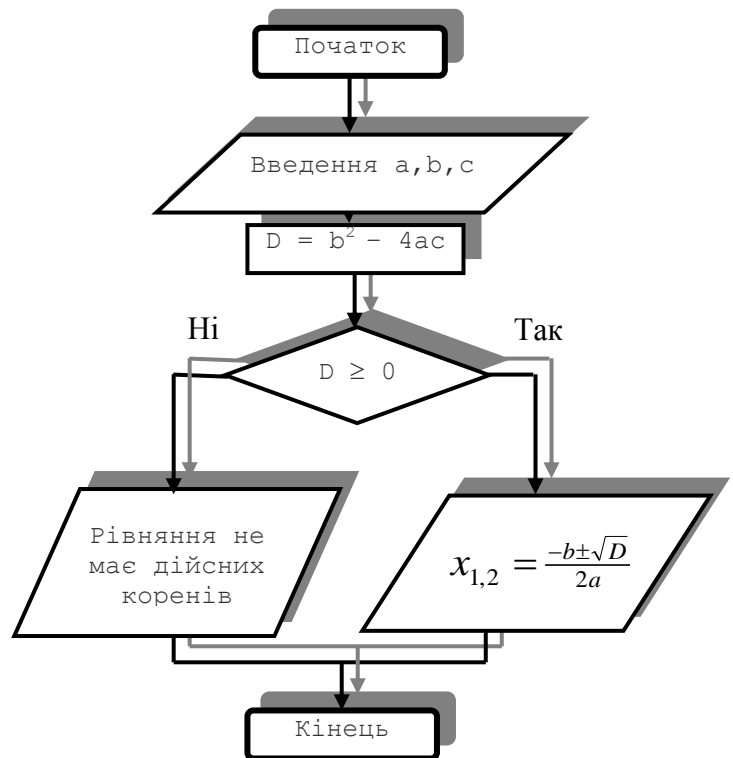 Початок
Введення a,b,c
D = b² – 4ac
Ні
Так
D ≥ 0
Рівняння не
має дійсних
коренів
x₁,₂ = (-b±√D)/(2a)
Кінець